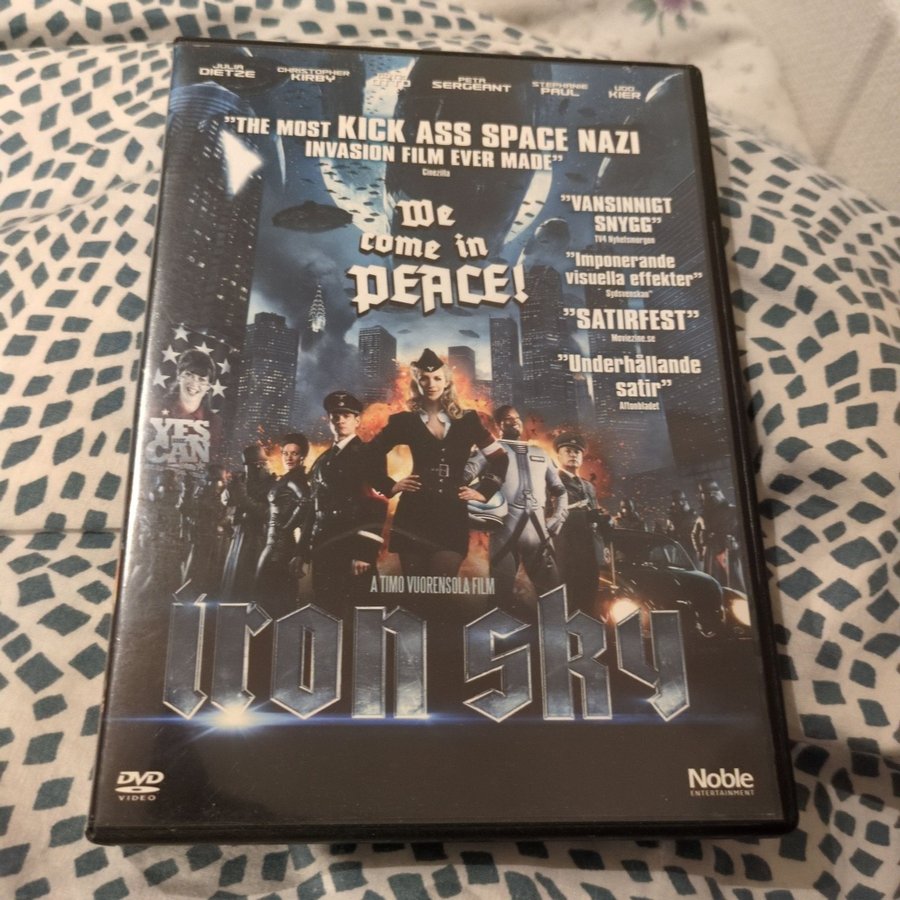 JULIA
DIETZE
CHRISTOPHER
KIRBY
GÖTZ
OTTO
PETA
SERGEANT
STEPHANIE
PAUL
UDO
KIER
"THE MOST KICK ASS SPACE NAZI
INVASION FILM EVER MADE"
Cinezilla
We
come in
PEACE!
"VANSINNIGT
SNYGG"
TV4 Nyhetsmorgon
"Imponerande
visuella effekter"
Sydsvenskan"
"SATIRFEST"
Moviezine.se
"Underhållande
satir"
Aftonbladet
YES
CAN
A TIMO VUORENSOLA FILM
iron sky
DVD
VIDEO
Noble
ENTERTAINMENT